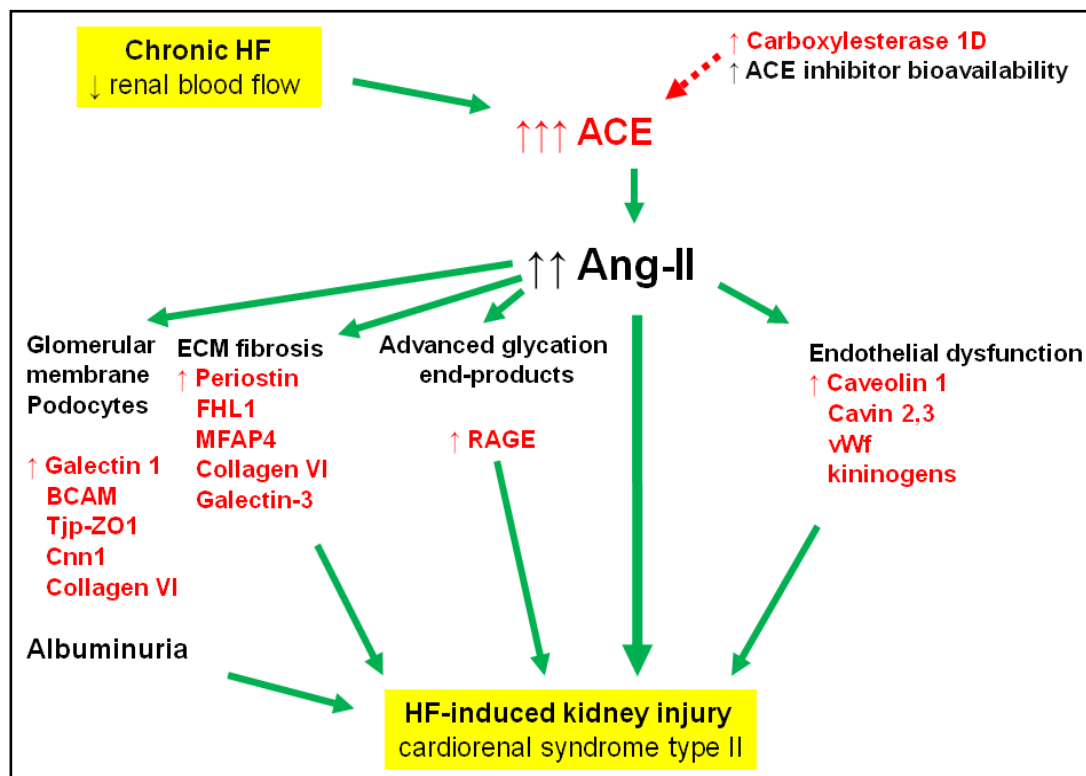 Chronic HF
↓ renal blood flow
↑ Carboxylesterase 1D
↑ ACE inhibitor bioavailability
↑↑↑ ACE
↑↑ Ang-II
Glomerular
membrane
Podocytes
↑ Galectin 1
BCAM
Tjp-ZO1
Cnn1
Collagen VI
Albuminuria
ECM fibrosis
↑ Periostin
FHL1
MFAP4
Collagen VI
Galectin-3
Advanced glycation
end-products
↑ RAGE
Endothelial dysfunction
↑ Caveolin 1
Cavin 2,3
vWf
kininogens
HF-induced kidney injury
cardiorenal syndrome type II